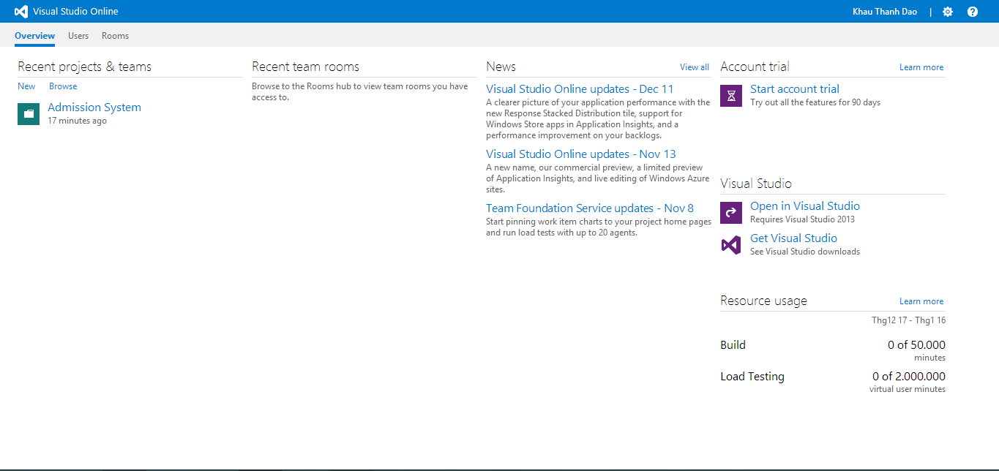 Visual Studio Online
Khau Thanh Dao |
Overview Users Rooms
Recent projects & teams
New Browse
Admission System
17 minutes ago
Recent team rooms
Browse to the Rooms hub to view team rooms you have
access to.
News View all
Visual Studio Online updates - Dec 11
A clearer picture of your application performance with the
new Response Stacked Distribution tile, support for
Windows Store apps in Application Insights, and a
performance improvement on your backlogs.
Visual Studio Online updates - Nov 13
A new name, our commercial preview, a limited preview
of Application Insights, and live editing of Windows Azure
sites.
Team Foundation Service updates - Nov 8
Start pinning work item charts to your project home pages
and run load tests with up to 20 agents.
Account trial Learn more
Start account trial
Try out all the features for 90 days
Visual Studio
Open in Visual Studio
Requires Visual Studio 2013
Get Visual Studio
See Visual Studio downloads
Resource usage Learn more
Thg12 17 - Thg1 16
Build 0 of 50.000
minutes
Load Testing 0 of 2.000.000
virtual user minutes